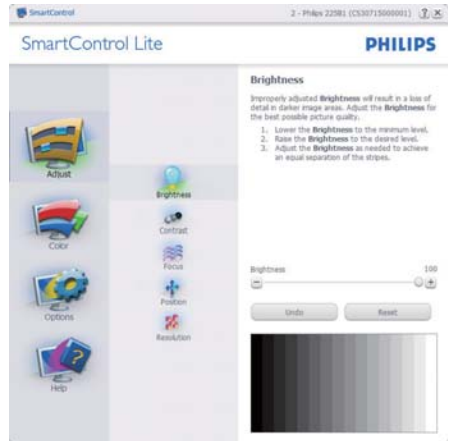 SmartControl
2 - Philips 225B1 (CS30715000001)
SmartControl Lite
PHILIPS
Adjust
Color
Options
Help
Brightness
Contrast
Focus
Position
Resolution
Brightness
Improperly adjusted Brightness will result in a loss of
detail in darker image areas. Adjust the Brightness for
the best possible picture quality.
1. Lower the Brightness to the minimum level.
2. Raise the Brightness to the desired level.
3. Adjust the Brightness as needed to achieve
an equal separation of the stripes.
Brightness 100
Undo Reset